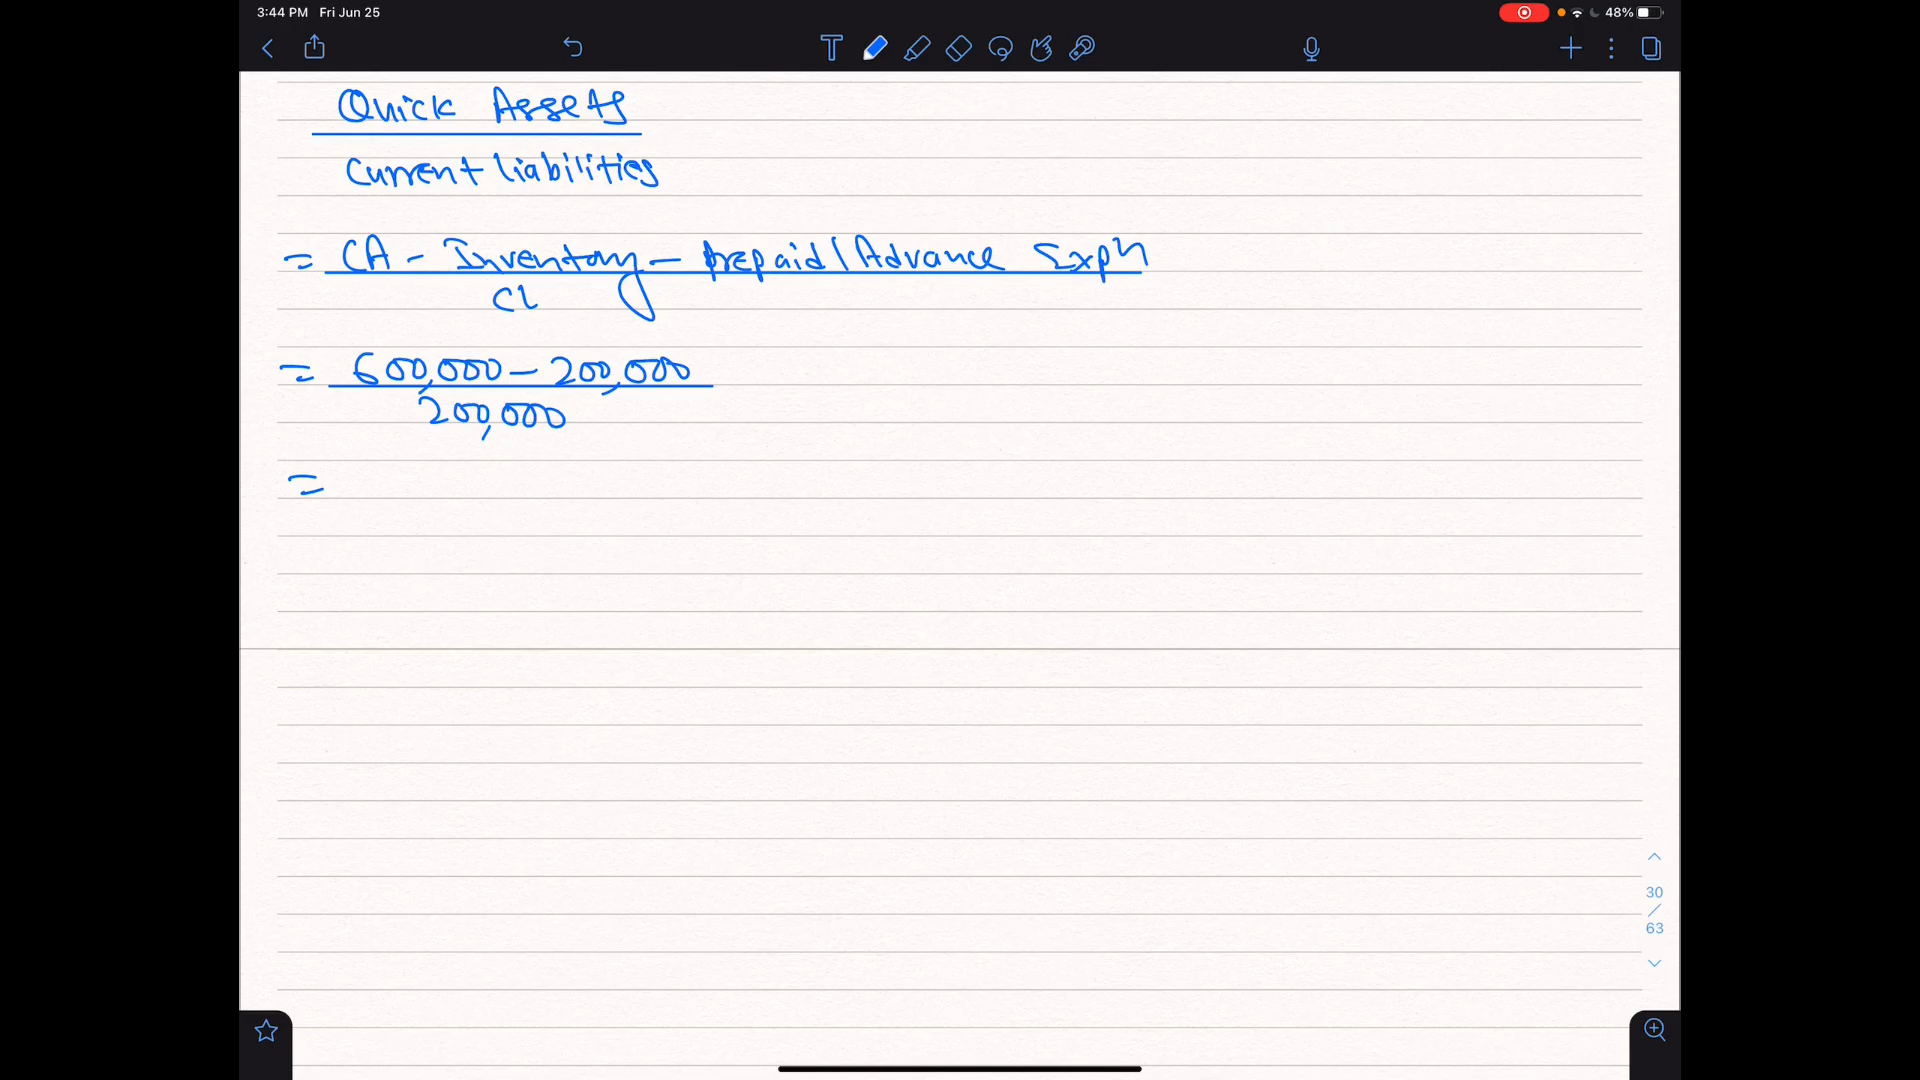 3:44 PM Fri Jun 25
48%
T
Quick Assets
Current liabilities
= CA - Inventory - prepaid/Advance Expn
CL
= 600,000 - 200,000
200,000
=
30
/
63